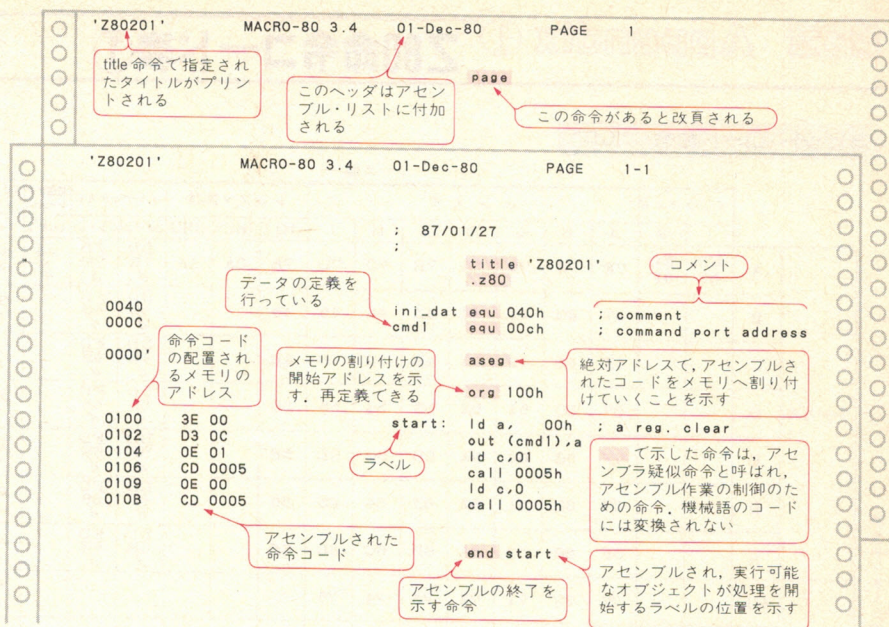 'Z80201' MACRO-80 3.4 01-Dec-80 PAGE 1
title命令で指定され
たタイトルがプリン
トされる
このヘッダはアセン
ブル・リストに付加
される
page
この命令があると改頁される
'Z80201' MACRO-80 3.4 01-Dec-80 PAGE 1-1
; 87/01/27
;
title 'Z80201'
.z80
コメント
データの定義を
行っている
0040 ini_dat equ 040h ; comment
000C cmd1 equ 00ch ; command port address
命令コード
の配置され
るメモリの
アドレス
0000' aseg
メモリの割り付けの
開始アドレスを示
す.再定義できる
絶対アドレスで,アセンブルさ
れたコードをメモリへ割り付
けていくことを示す
org 100h
0100 3E 00 start: ld a, 00h ; a reg. clear
0102 D3 0C out (cmd1),a
0104 0E 01 ld c,01
0106 CD 0005 call 0005h
0109 0E 00 ld c,0
010B CD 0005 call 0005h
ラベル
で示した命令は,アセ
ンブラ疑似命令と呼ばれ,
アセンブル作業の制御のた
めの命令.機械語のコード
には変換されない
アセンブルされた
命令コード
end start
アセンブルの終了を
示す命令
アセンブルされ,実行可能
なオブジェクトが処理を開
始するラベルの位置を示す